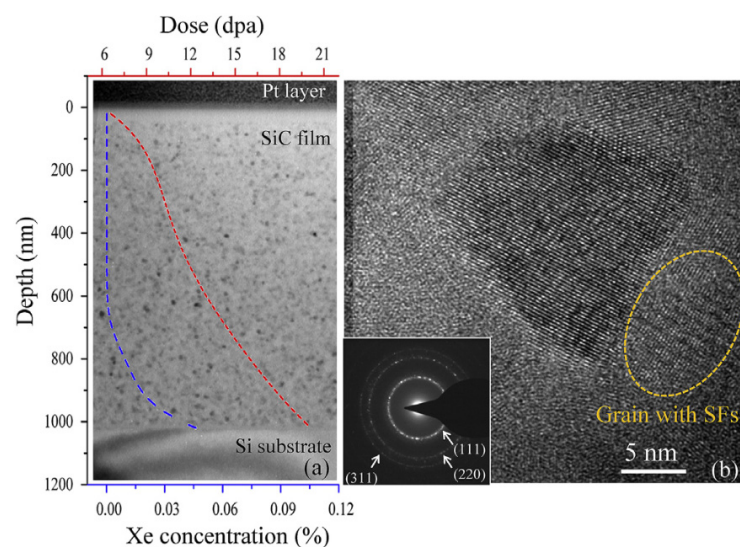 Dose (dpa)
6 9 12 15 18 21
Pt layer
SiC film
Depth (nm)
0
200
400
600
800
1000
1200
Si substrate
(a)
0.00 0.03 0.06 0.09 0.12
Xe concentration (%)
Grain with SFs
5 nm
(b)
(111)
(311)
(220)